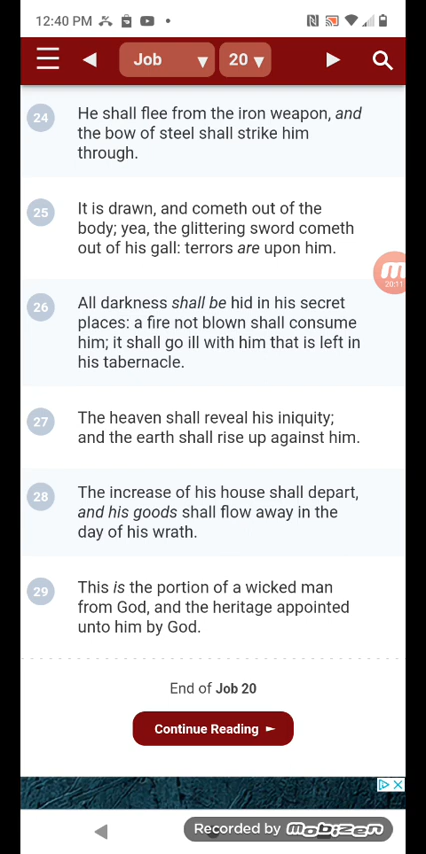 12:40 PM
Job 20
24 He shall flee from the iron weapon, and
the bow of steel shall strike him
through.
25 It is drawn, and cometh out of the
body; yea, the glittering sword cometh
out of his gall: terrors are upon him.
m
20:11
26 All darkness shall be hid in his secret
places: a fire not blown shall consume
him; it shall go ill with him that is left in
his tabernacle.
27 The heaven shall reveal his iniquity;
and the earth shall rise up against him.
28 The increase of his house shall depart,
and his goods shall flow away in the
day of his wrath.
29 This is the portion of a wicked man
from God, and the heritage appointed
unto him by God.
End of Job 20
Continue Reading ►
Recorded by mobizen